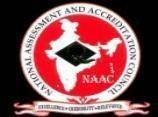 NATIONAL ASSESSMENT AND ACCREDITATION COUNCIL
NAAC
EXCELLENCE • CREDIBILITY • RELEVANCE